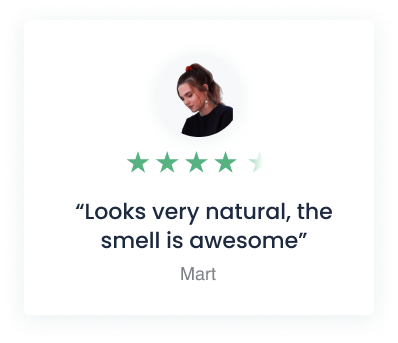 “Looks very natural, the
smell is awesome”
Mart